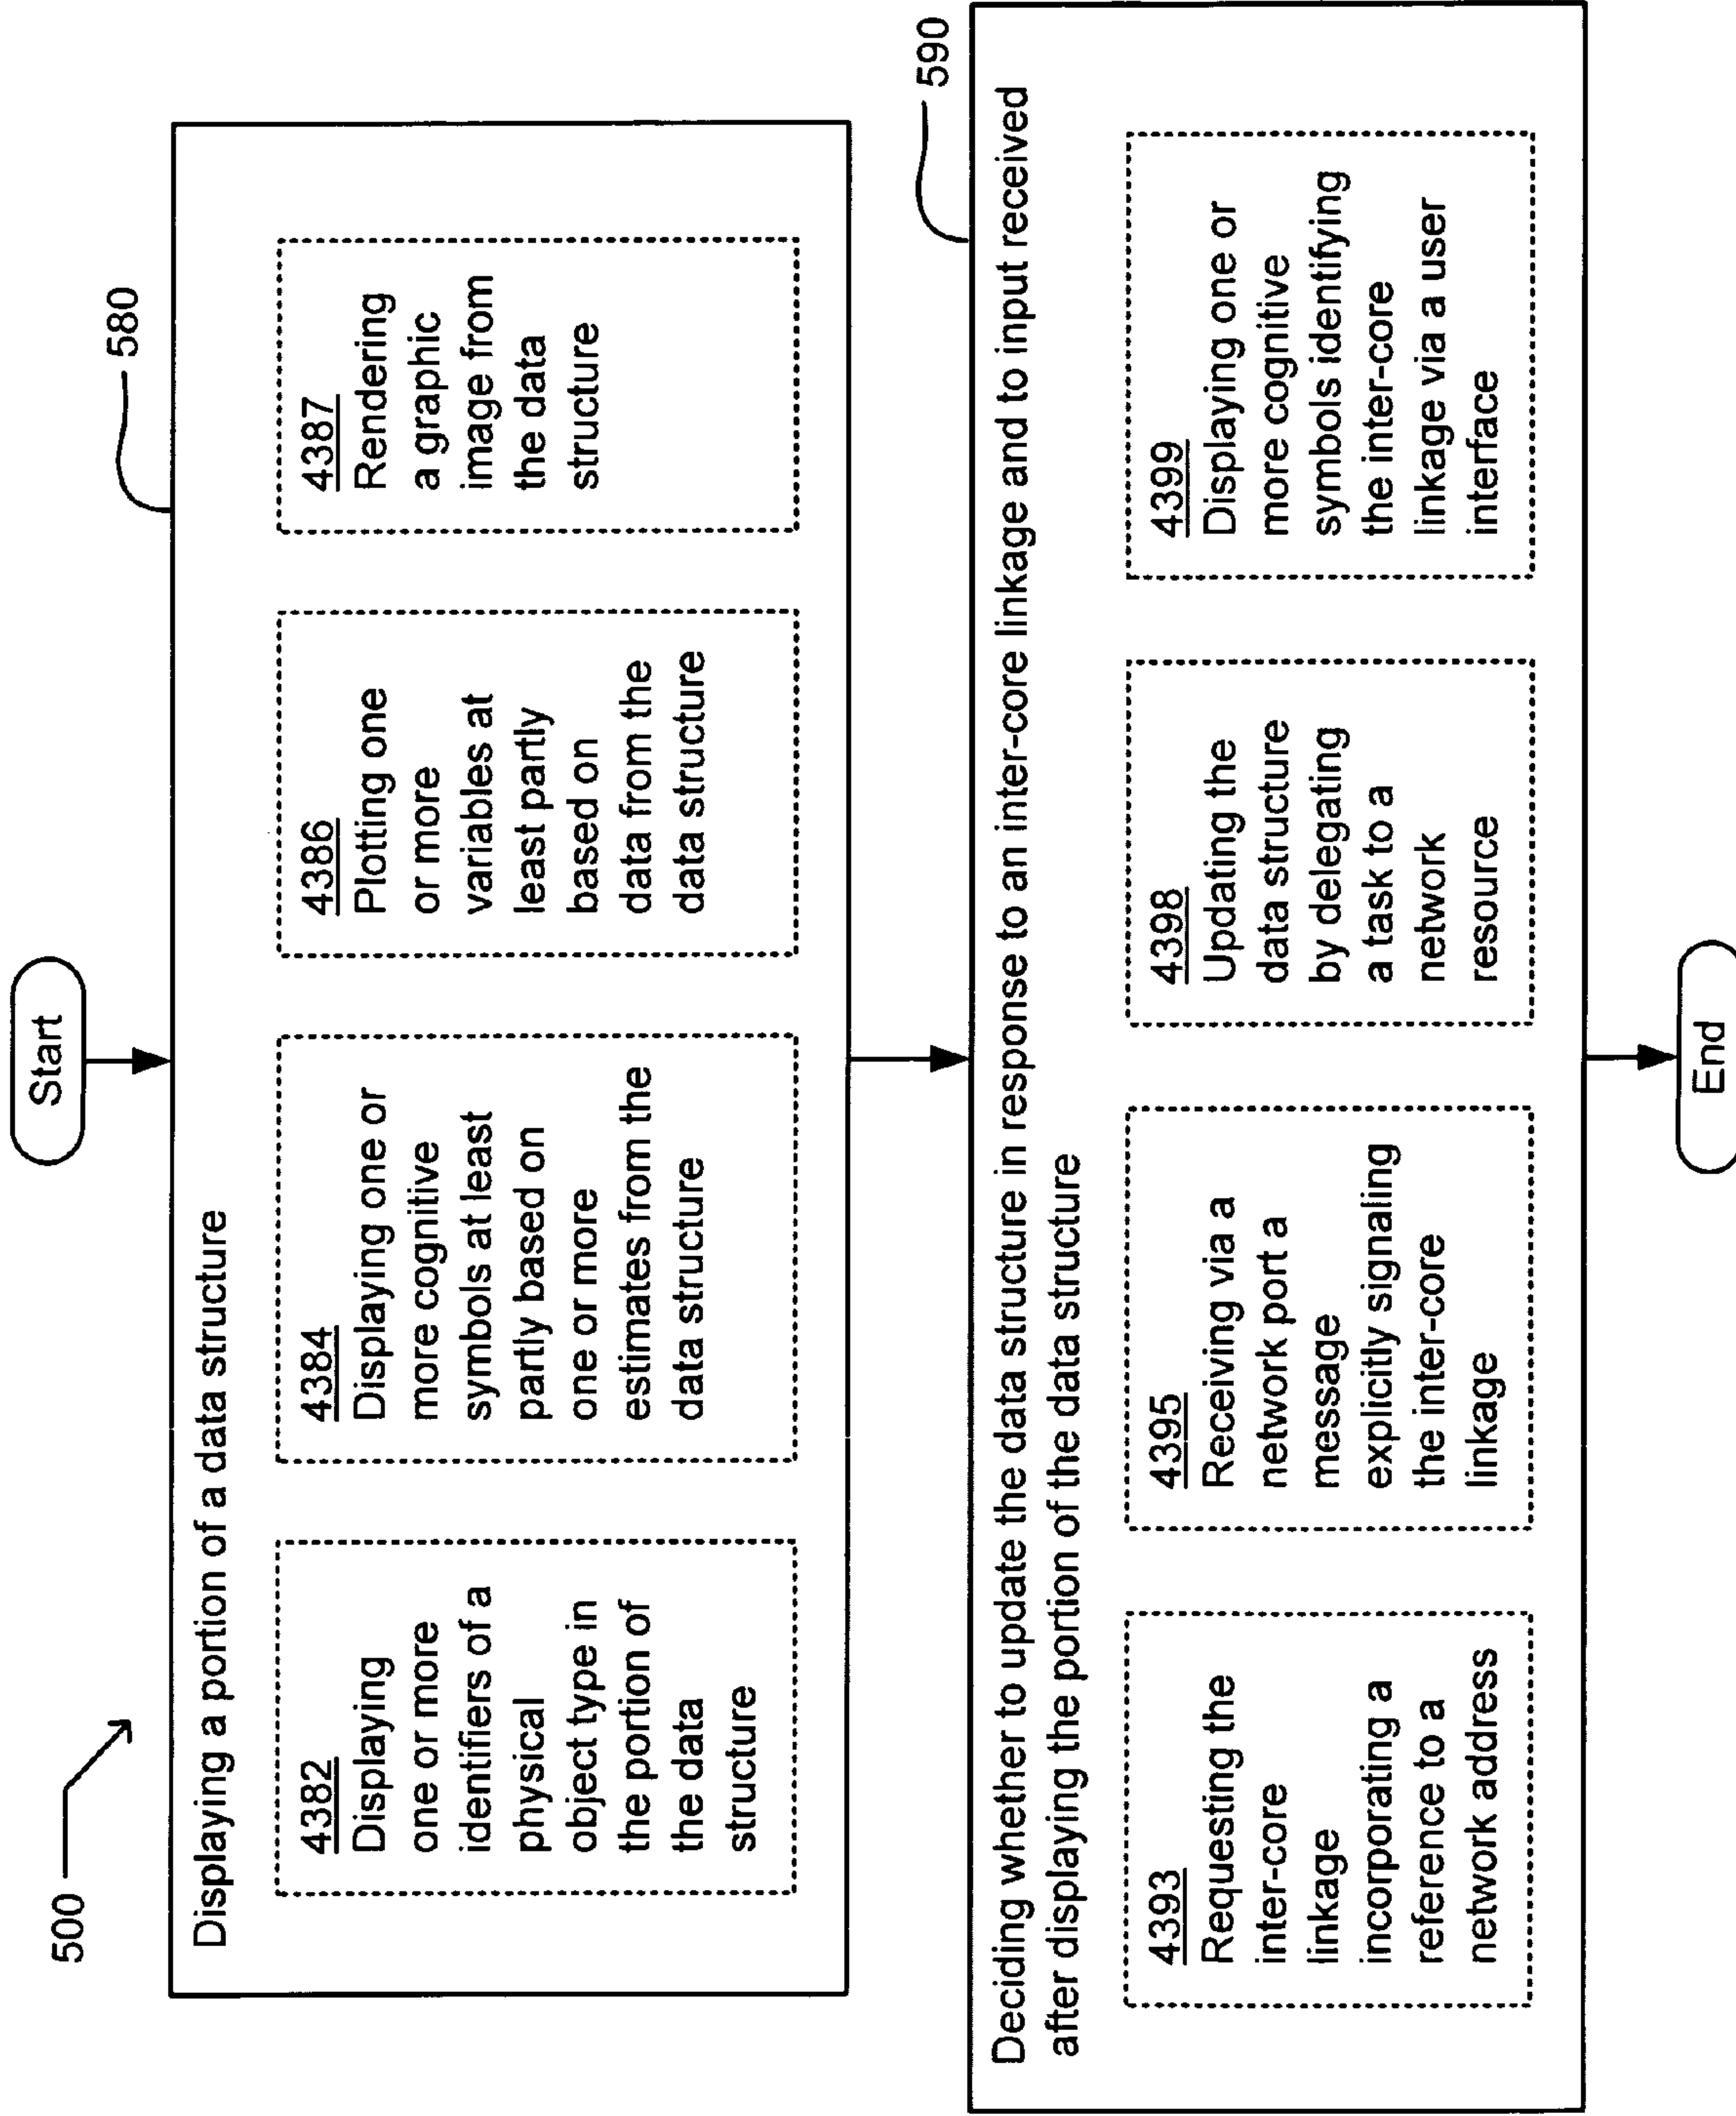 500
Start
580
Displaying a portion of a data structure
4382
Displaying
one or more
identifiers of a
physical
object type in
the portion of
the data
structure
4384
Displaying one or
more cognitive
symbols at least
partly based on
one or more
estimates from the
data structure
4386
Plotting one
or more
variables at
least partly
based on
data from the
data structure
4387
Rendering
a graphic
image from
the data
structure
590
Deciding whether to update the data structure in response to an inter-core linkage and to input received
after displaying the portion of the data structure
4393
Requesting the
inter-core
linkage
incorporating a
reference to a
network address
4395
Receiving via a
network port a
message
explicitly signaling
the inter-core
linkage
4398
Updating the
data structure
by delegating
a task to a
network
resource
4399
Displaying one or
more cognitive
symbols identifying
the inter-core
linkage via a user
interface
End